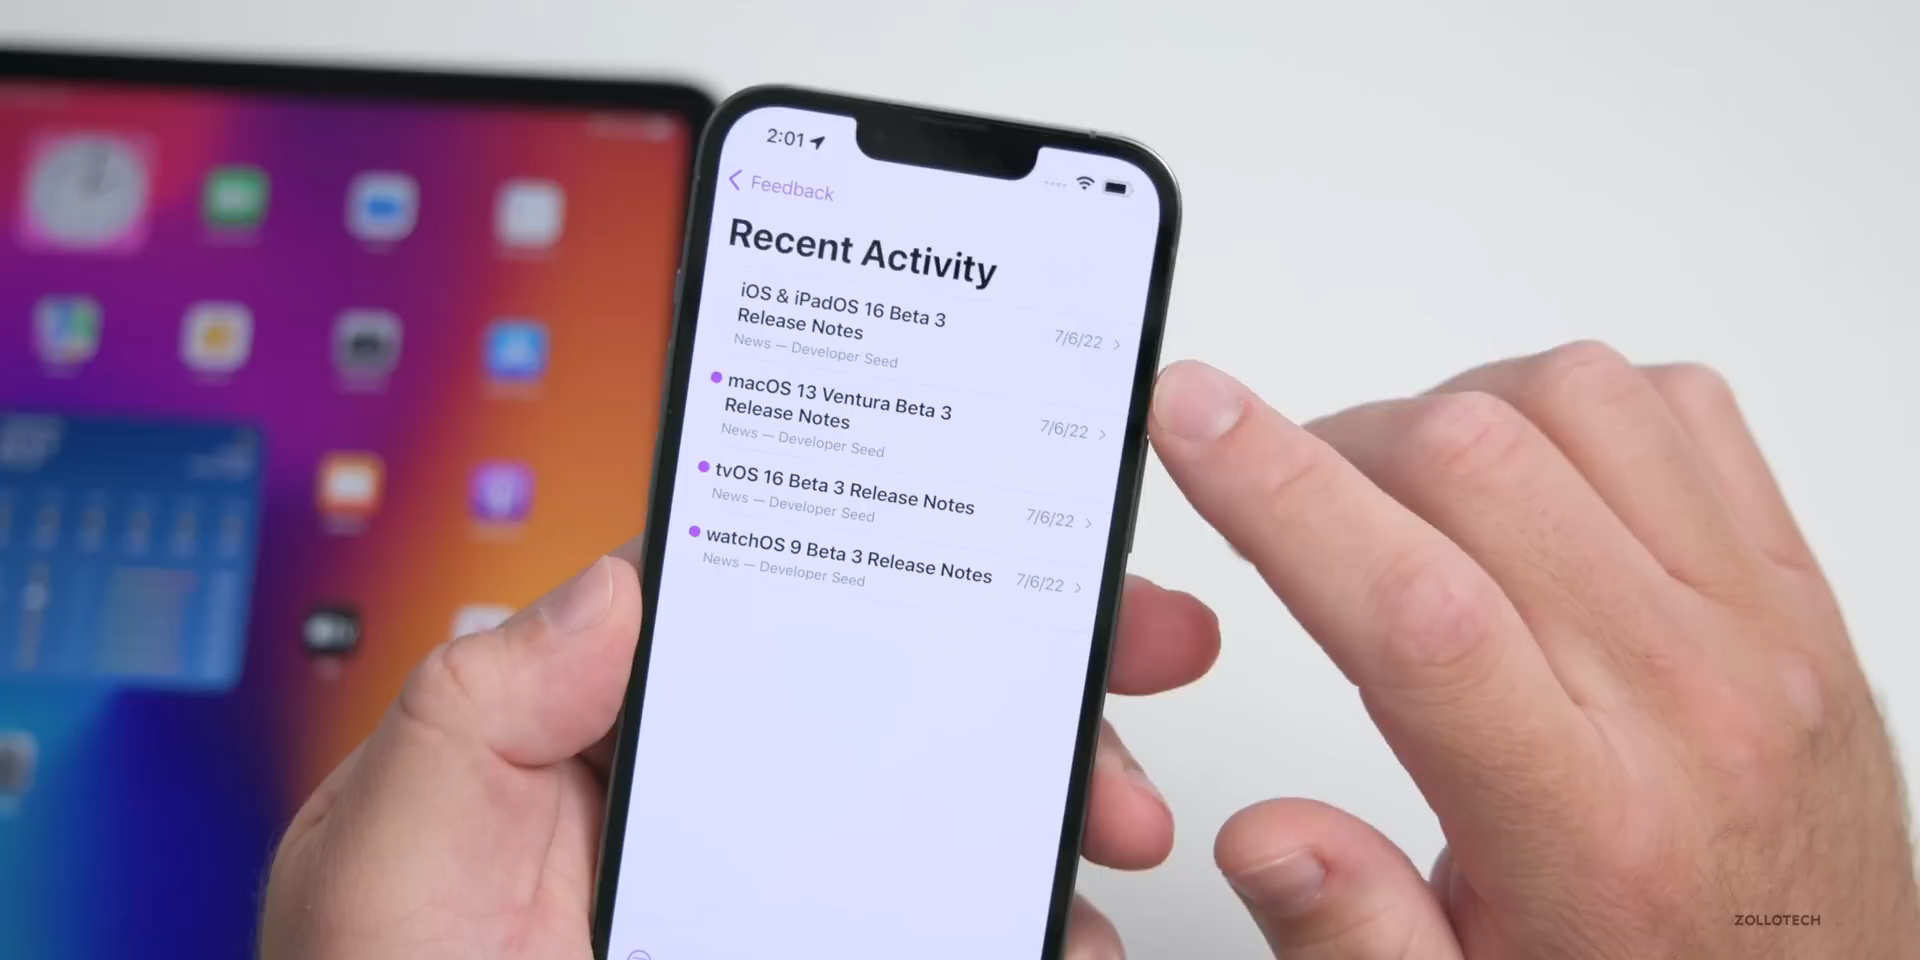 2:01
Feedback
Recent Activity
iOS & iPadOS 16 Beta 3
Release Notes
News — Developer Seed
7/6/22
macOS 13 Ventura Beta 3
Release Notes
News — Developer Seed
7/6/22
tvOS 16 Beta 3 Release Notes
News — Developer Seed
7/6/22
watchOS 9 Beta 3 Release Notes
News — Developer Seed
7/6/22
ZOLLOTECH